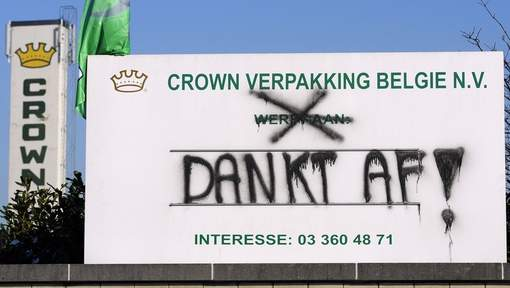 CROWN
CROWN VERPAKKING BELGIE N.V.
WERFT AAN:
DANKT AF!
INTERESSE: 03 360 48 71